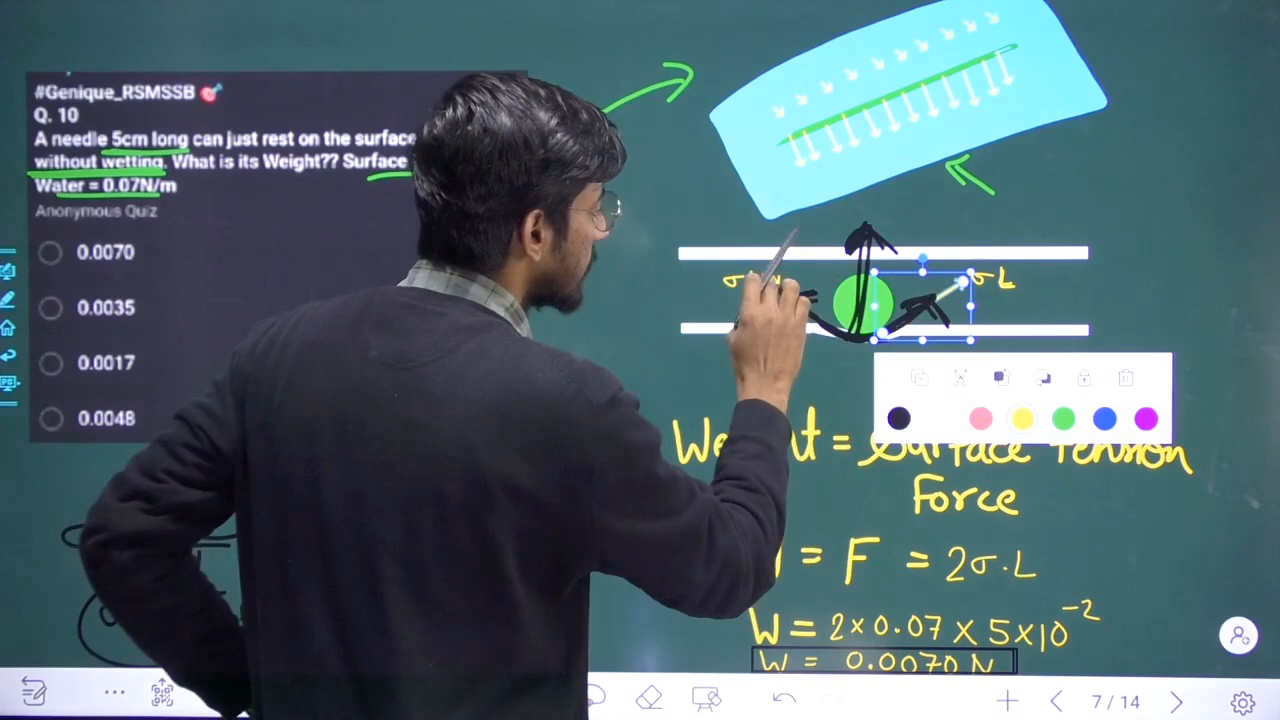 #Genique_RSMSSB
Q. 10
A needle 5cm long can just rest on the surface
without wetting. What is its Weight?? Surface
Water = 0.07N/m
Anonymous Quiz
0.0070
0.0035
0.0017
0.0048
σL
= Surface Tension
Force
= F = 2σ.L
W = 2×0.07 × 5×10⁻²
W = 0.0070 N
7 / 14